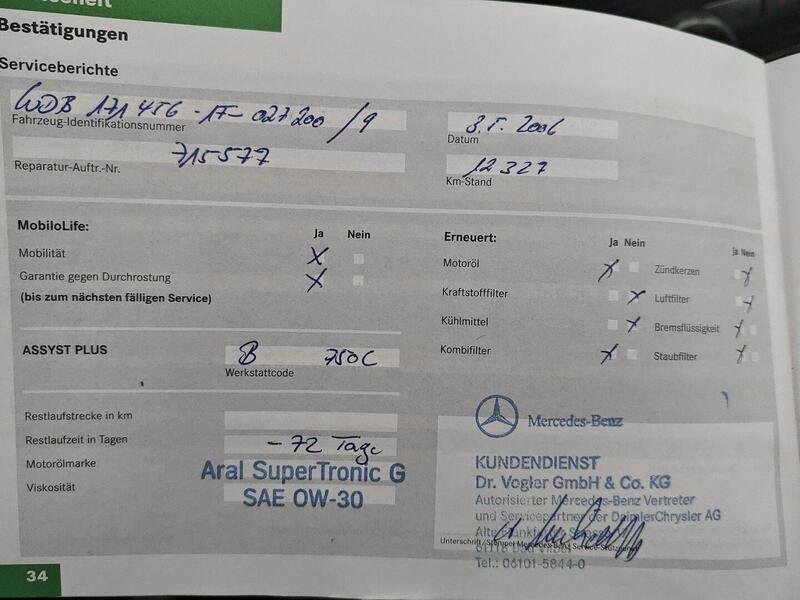 Bestätigungen
Serviceberichte
WDB 171 456 - 1F - 027200 /9
Fahrzeug-Identifikationsnummer
3. 5. 2006
Datum
715577
Reparatur-Auftr.-Nr.
12 327
Km-Stand
MobiloLife:
Ja Nein
Mobilität X
Garantie gegen Durchrostung X
(bis zum nächsten fälligen Service)
Erneuert:
Ja Nein
Ja Nein
Motoröl X
Zündkerzen X
Kraftstofffilter X
Luftfilter X
Kühlmittel X
Bremsflüssigkeit X
Kombifilter X
Staubfilter X
ASSYST PLUS
B 750C
Werkstattcode
Restlaufstrecke in km
Restlaufzeit in Tagen - 72 Tage
Motorölmarke Aral SuperTronic G
Viskosität SAE 0W-30
Mercedes-Benz
KUNDENDIENST
Dr. Vogler GmbH & Co. KG
Autorisierter Mercedes-Benz Vertreter
und Servicepartner der DaimlerChrysler AG
Unterschrift/Stempel Mercedes-Benz Service-Stützpunkt
Tel.: 06101-5844-0
34